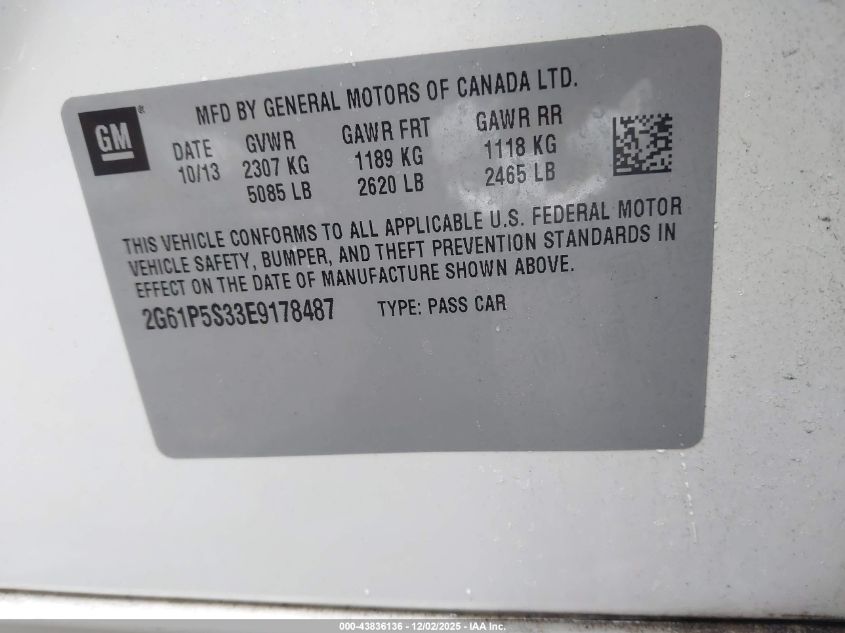 MFD BY GENERAL MOTORS OF CANADA LTD.
GM®
DATE GVWR GAWR FRT GAWR RR
10/13 2307 KG 1189 KG 1118 KG
5085 LB 2620 LB 2465 LB
THIS VEHICLE CONFORMS TO ALL APPLICABLE U.S. FEDERAL MOTOR
VEHICLE SAFETY, BUMPER, AND THEFT PREVENTION STANDARDS IN
EFFECT ON THE DATE OF MANUFACTURE SHOWN ABOVE.
2G61P5S33E9178487 TYPE: PASS CAR
000-43836136 - 12/02/2025 - IAA Inc.